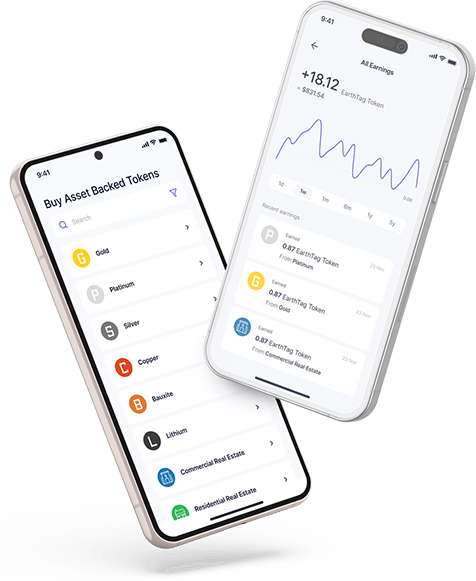 9:41
Buy Asset Backed Tokens
Search
G
Gold
P
Platinum
S
Silver
C
Copper
B
Bauxite
L
Lithium
Commercial Real Estate
Residential Real Estate
9:41
All Earnings
+18.12 EarthTag Token
≈ $831.54
0.00
1d 1w 1m 6m 1y 5y
Recent earnings
P
Earned
0.87 EarthTag Token
From Platinum
23 Nov
G
Earned
0.87 EarthTag Token
From Gold
23 Nov
Earned
0.87 EarthTag Token
From Commercial Real Estate
23 Nov